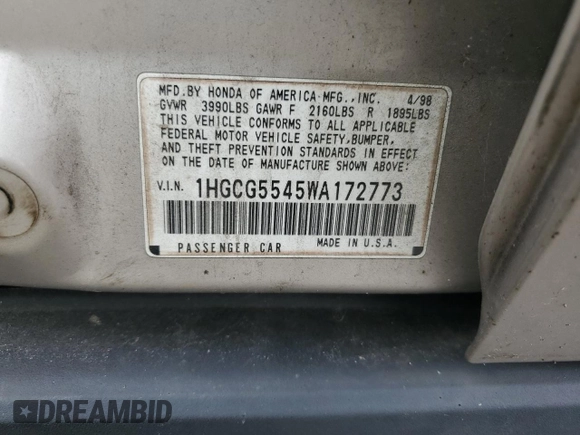 MFD. BY HONDA OF AMERICA MFG., INC. 4/98
GVWR 3990LBS GAWR F 2160LBS R 1895LBS
THIS VEHICLE CONFORMS TO ALL APPLICABLE
FEDERAL MOTOR VEHICLE SAFETY, BUMPER,
AND THEFT PREVENTION STANDARDS IN EFFECT
ON THE DATE OF MANUFACTURE SHOWN ABOVE:
V.I.N. 1HGCG5545WA172773
PASSENGER CAR MADE IN U.S.A.
DREAMBID